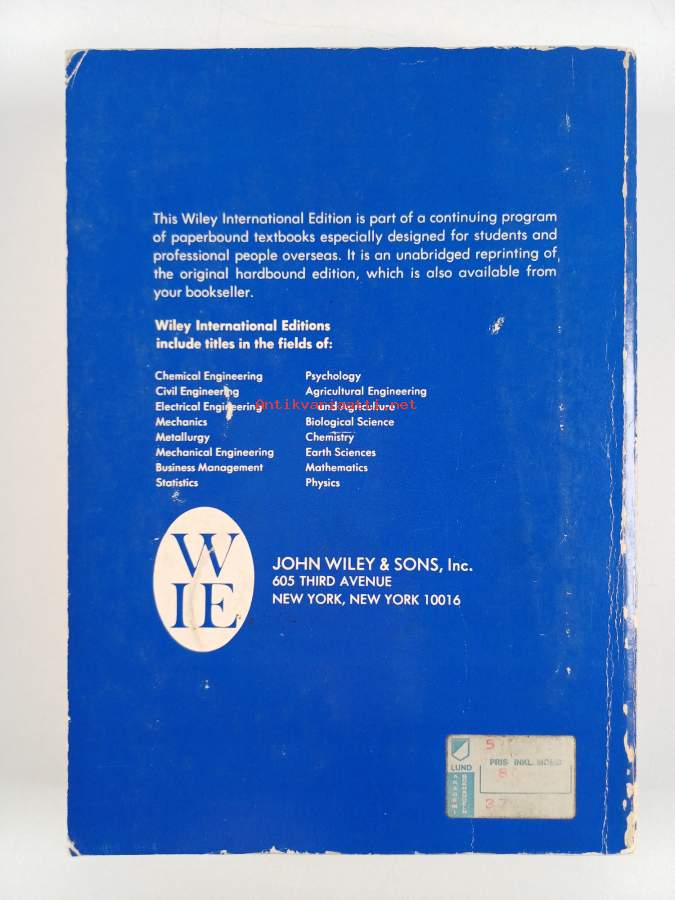 This Wiley International Edition is part of a continuing program
of paperbound textbooks especially designed for students and
professional people overseas. It is an unabridged reprinting of
the original hardbound edition, which is also available from
your bookseller.
Wiley International Editions
include titles in the fields of:
Chemical Engineering
Civil Engineering
Electrical Engineering
Mechanics
Metallurgy
Mechanical Engineering
Business Management
Statistics
Psychology
Agricultural Engineering
and Agriculture
Biological Science
Chemistry
Earth Sciences
Mathematics
Physics
Antikvariaatti.net
W
IE
JOHN WILEY & SONS, Inc.
605 THIRD AVENUE
NEW YORK, NEW YORK 10016
LUND
PRIS INKL. MOMS